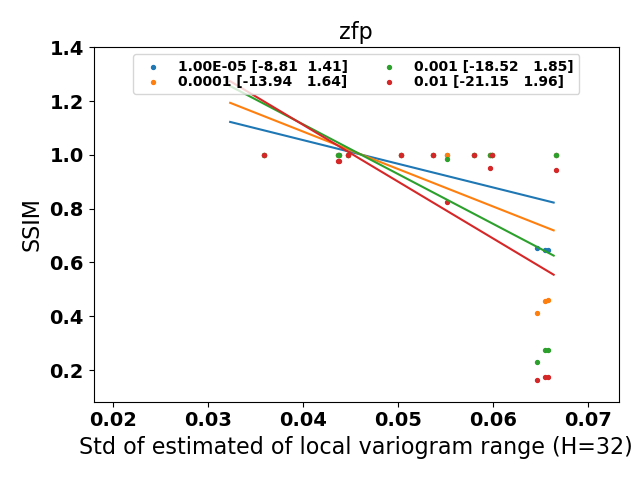 zfp
1.00E-05 [-8.81  1.41]
0.0001 [-13.94   1.64]
0.001 [-18.52   1.85]
0.01 [-21.15   1.96]
SSIM
1.4
1.2
1.0
0.8
0.6
0.4
0.2
0.02 0.03 0.04 0.05 0.06 0.07
Std of estimated of local variogram range (H=32)